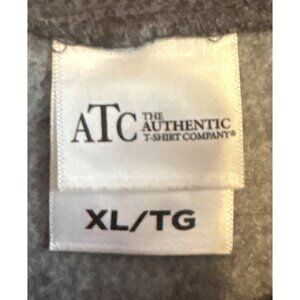 ATC THE
AUTHENTIC
T-SHIRT COMPANY®
XL/TG